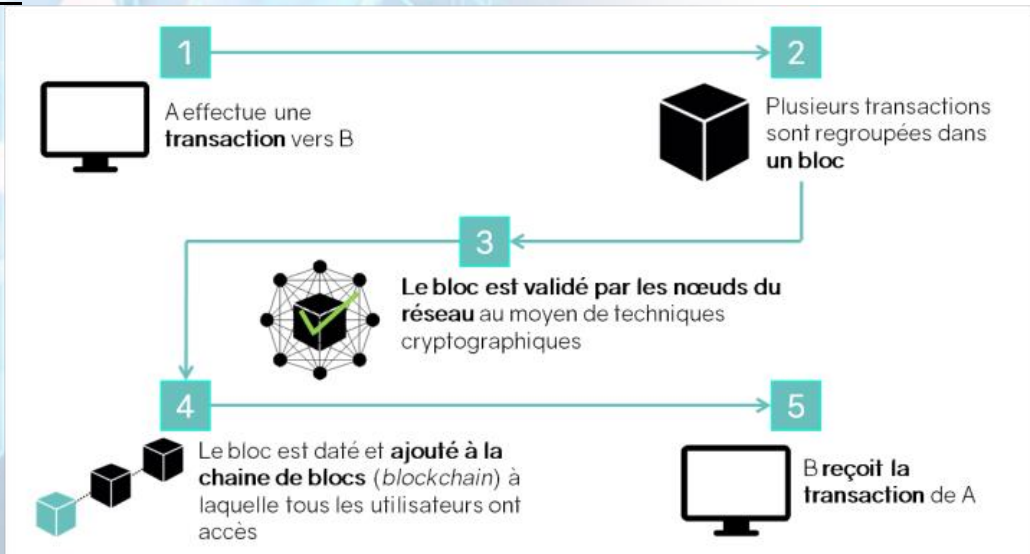 1
A effectue une
transaction vers B
2
Plusieurs transactions
sont regroupées dans
un bloc
3
Le bloc est validé par les nœuds du
réseau au moyen de techniques
cryptographiques
4
Le bloc est daté et ajouté à la
chaine de blocs (blockchain) à
laquelle tous les utilisateurs ont
accès
5
B reçoit la
transaction de A